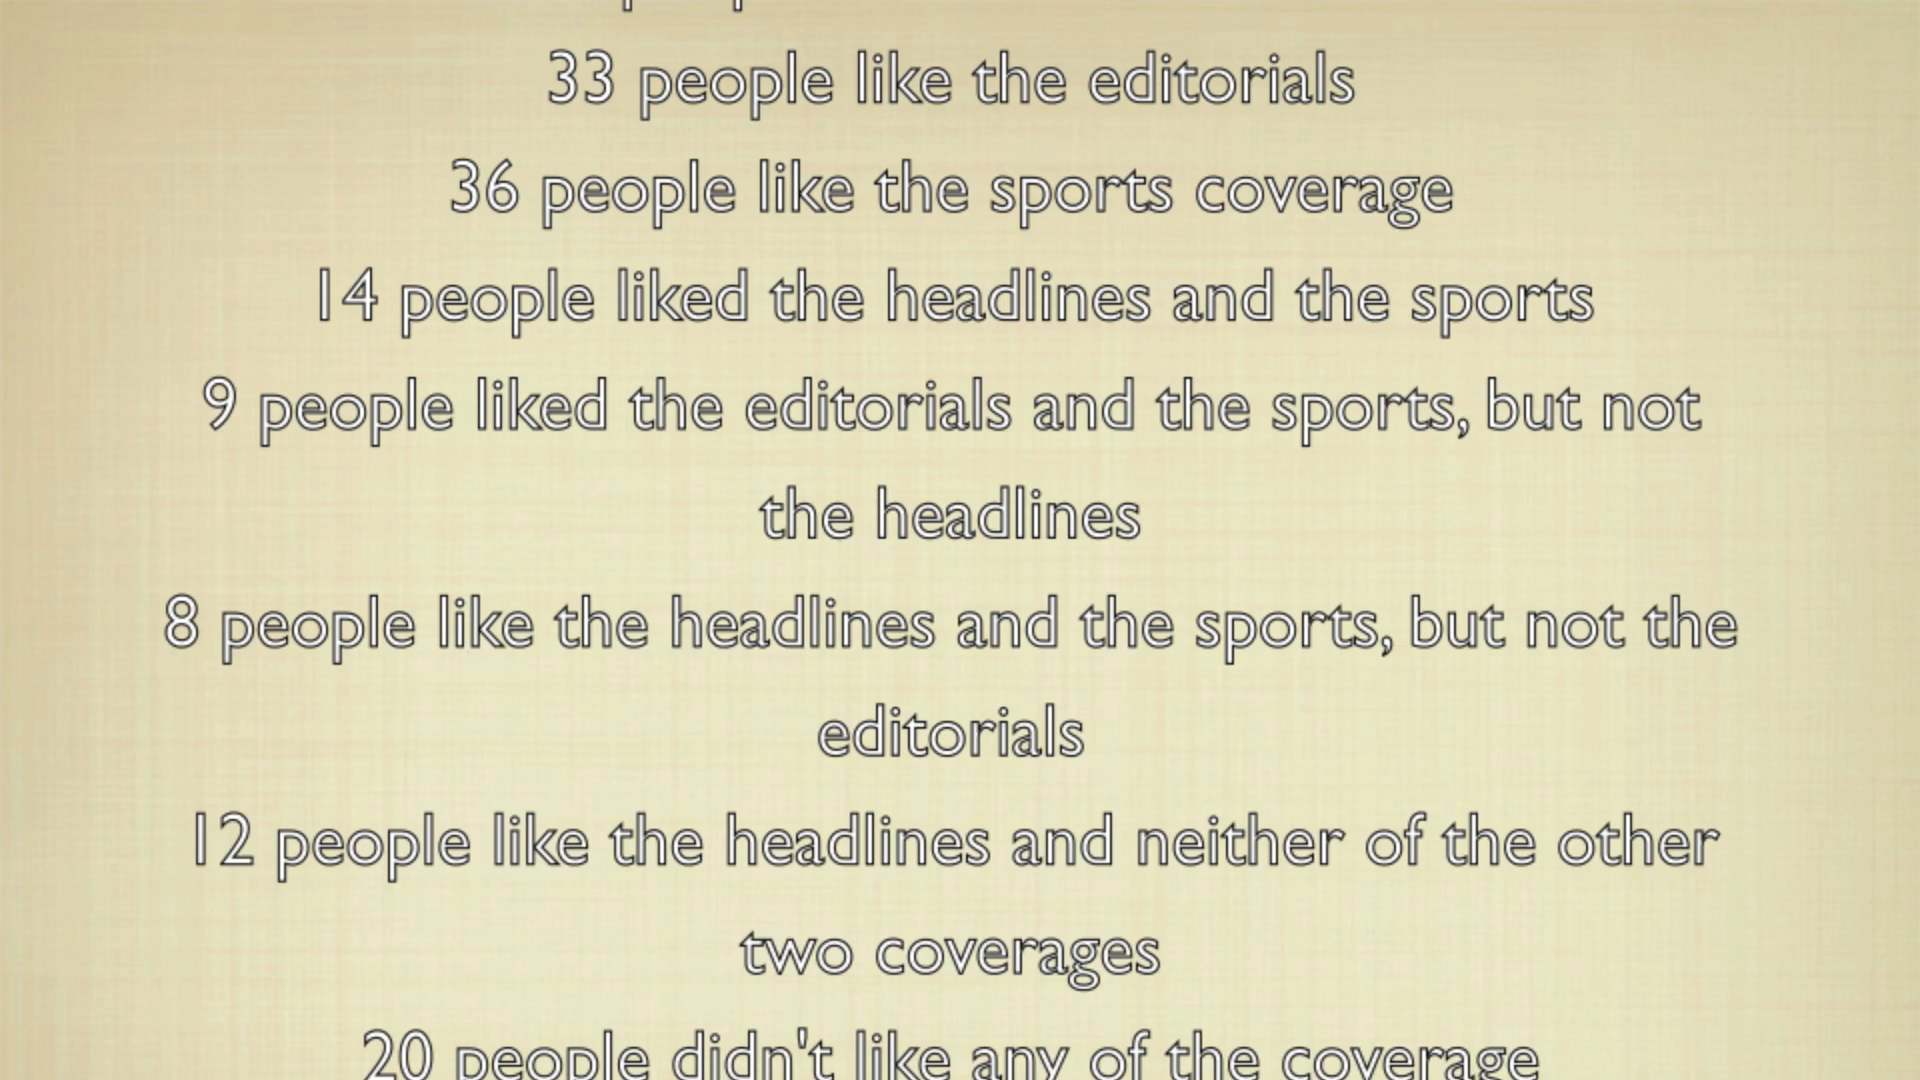 33 people like the editorials
36 people like the sports coverage
14 people liked the headlines and the sports
9 people liked the editorials and the sports, but not
the headlines
8 people like the headlines and the sports, but not the
editorials
12 people like the headlines and neither of the other
two coverages
20 people didn't like any of the coverage